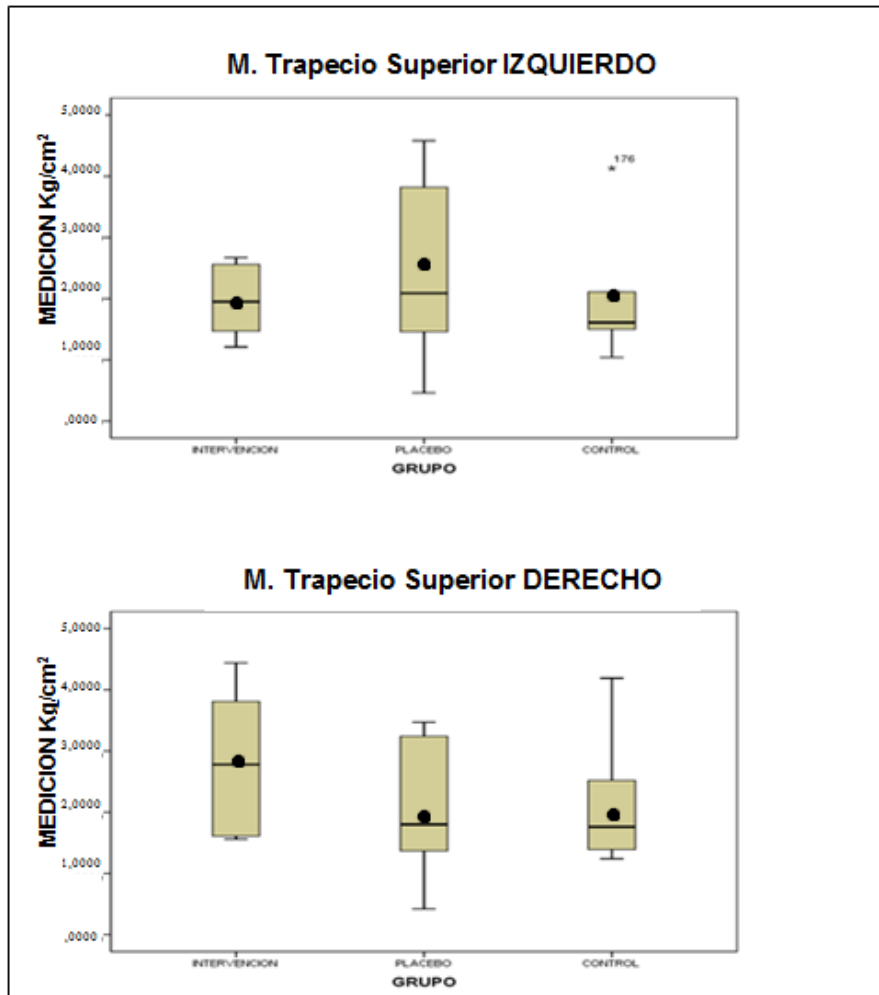 M. Trapecio Superior IZQUIERDO
MEDICION Kg/cm²
5,0000
4,0000
3,0000
2,0000
1,0000
,0000
*176
INTERVENCION PLACEBO CONTROL
GRUPO
M. Trapecio Superior DERECHO
MEDICION Kg/cm²
5,0000
4,0000
3,0000
2,0000
1,0000
,0000
INTERVENCION PLACEBO CONTROL
GRUPO